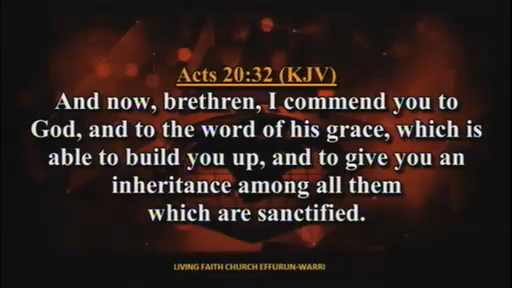 Acts 20:32 (KJV)
And now, brethren, I commend you to
God, and to the word of his grace, which is
able to build you up, and to give you an
inheritance among all them
which are sanctified.
LIVING FAITH CHURCH EFFURUN-WARRI